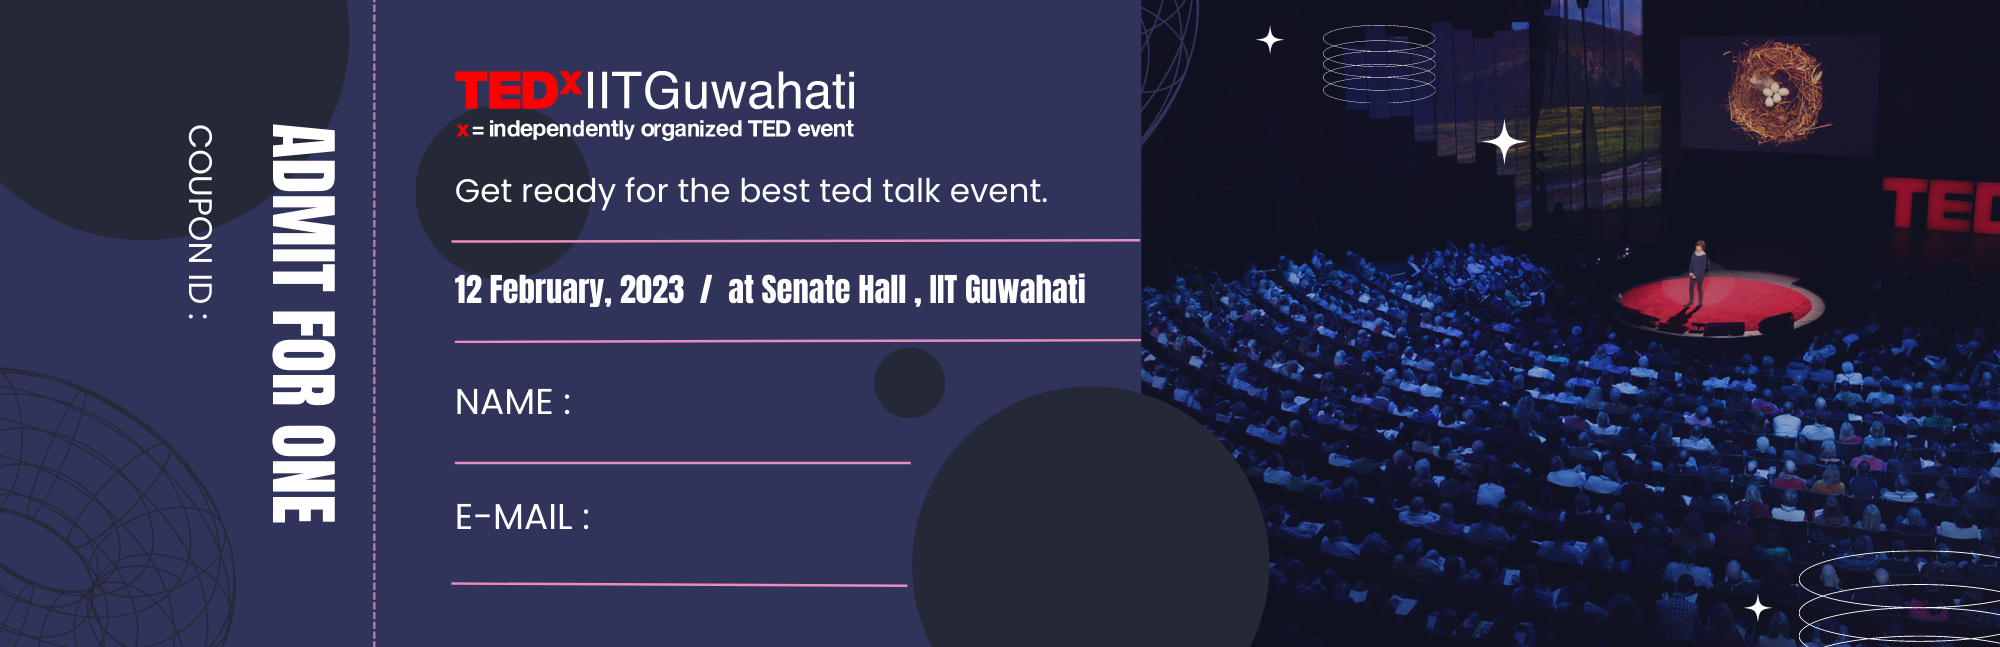 COUPON ID :
ADMIT FOR ONE
TEDxIITGuwahati
x = independently organized TED event
Get ready for the best ted talk event.
12 February, 2023 / at Senate Hall , IIT Guwahati
NAME :
E-MAIL :
TED